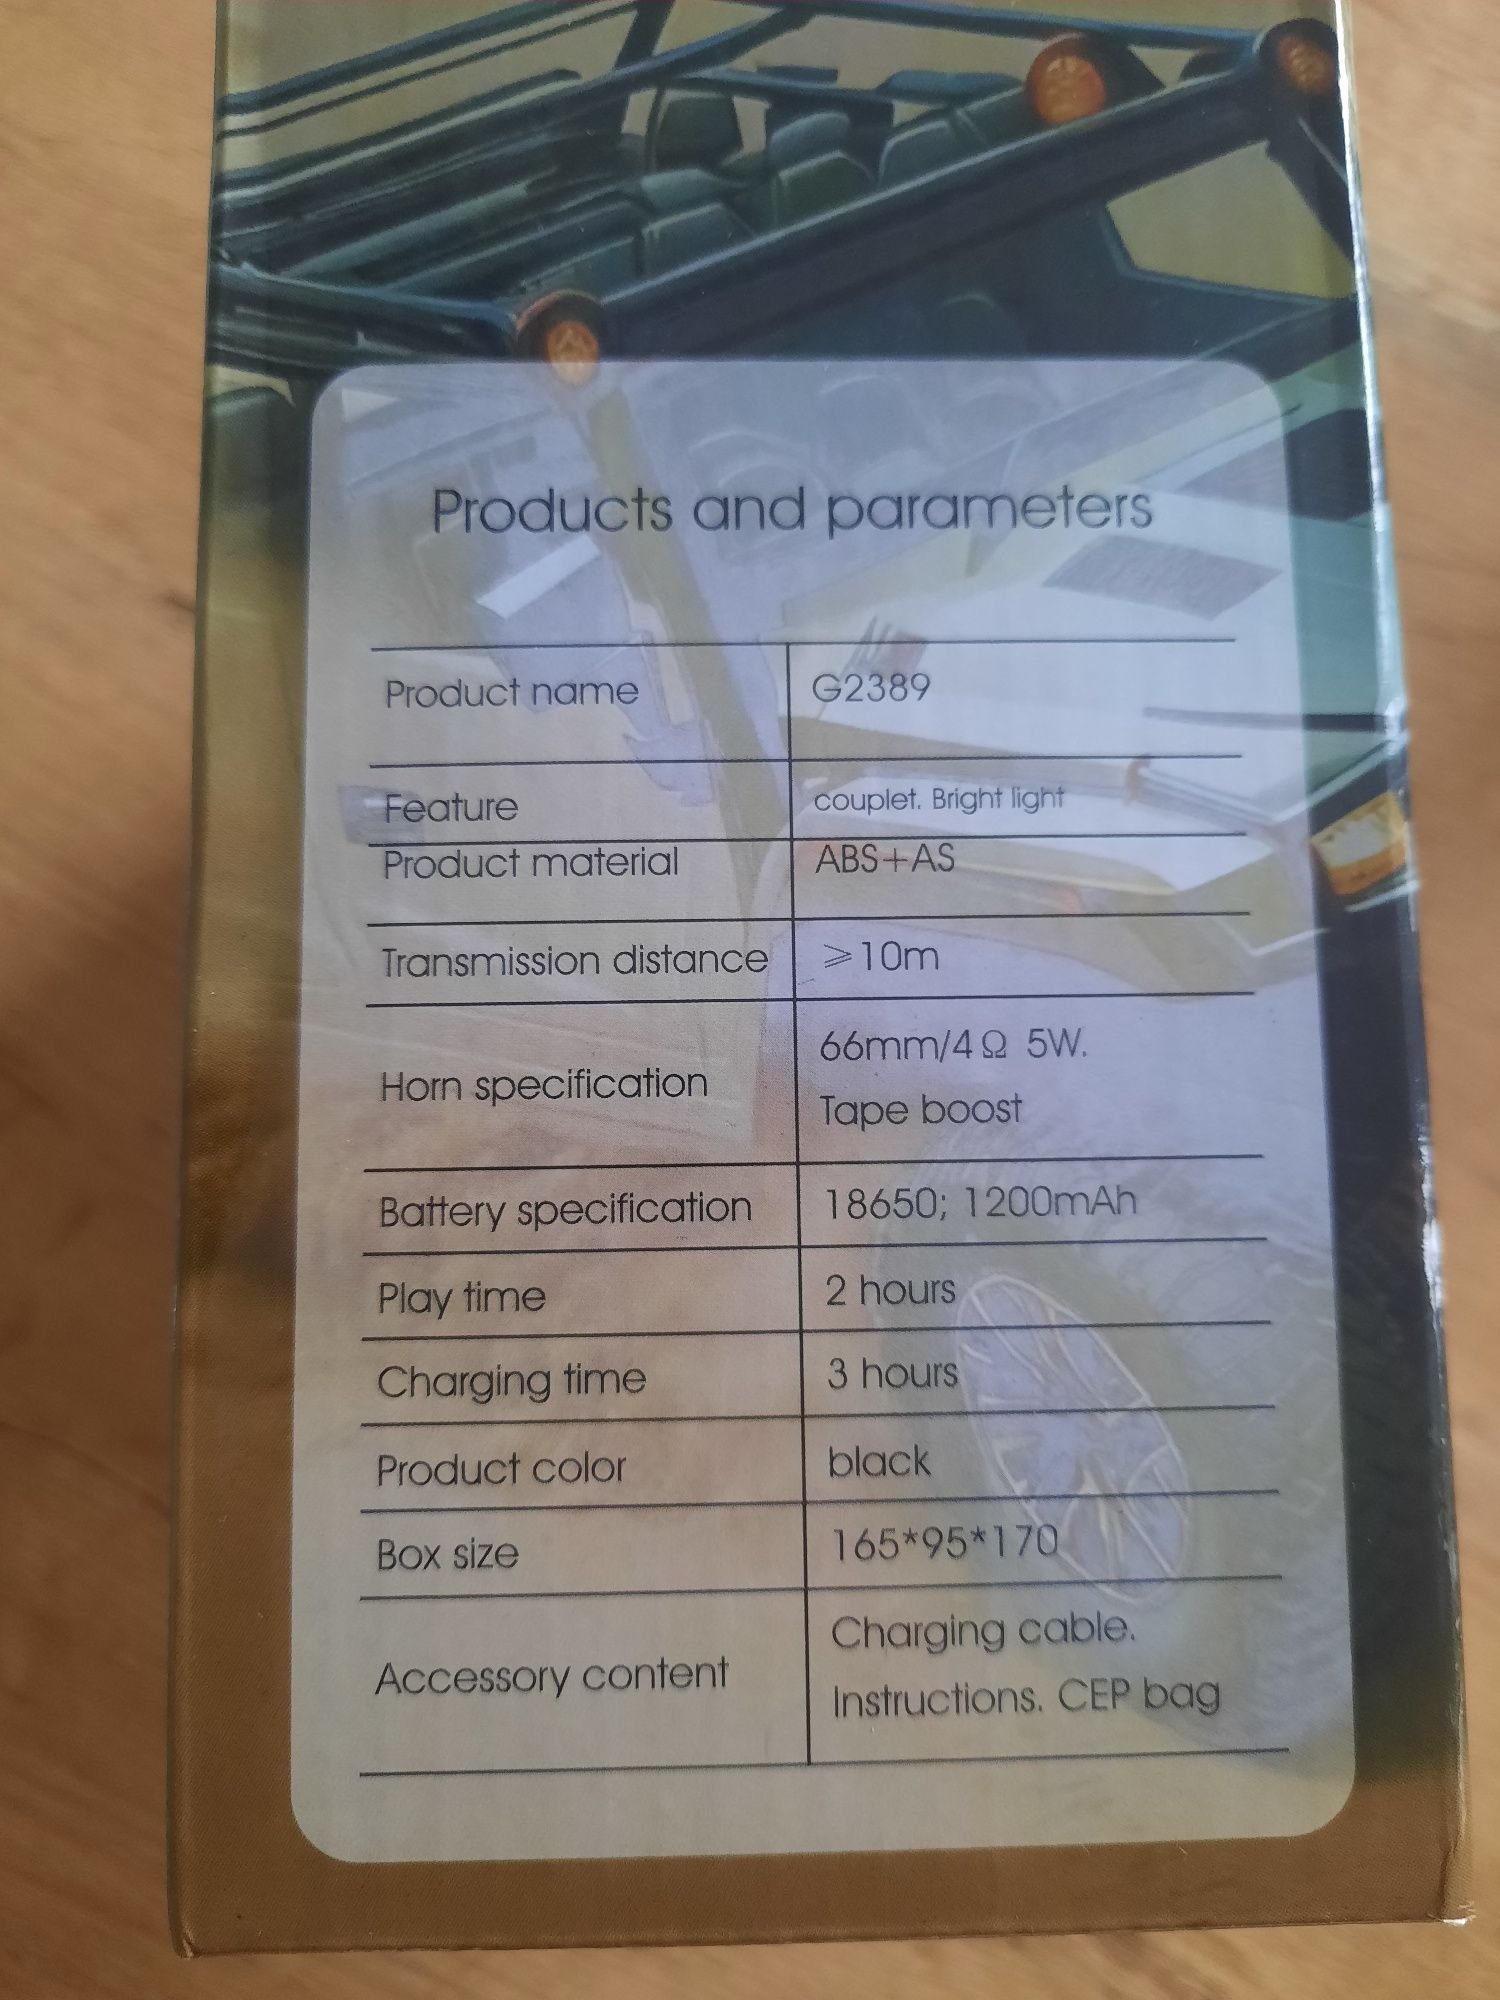 Products and parameters
Product name G2389
Feature couplet. Bright light
Product material ABS+AS
Transmission distance ⩾10m
Horn specification 66mm/4Ω 5W.
Tape boost
Battery specification 18650; 1200mAh
Play time 2 hours
Charging time 3 hours
Product color black
Box size 165*95*170
Accessory content Charging cable.
Instructions. CEP bag